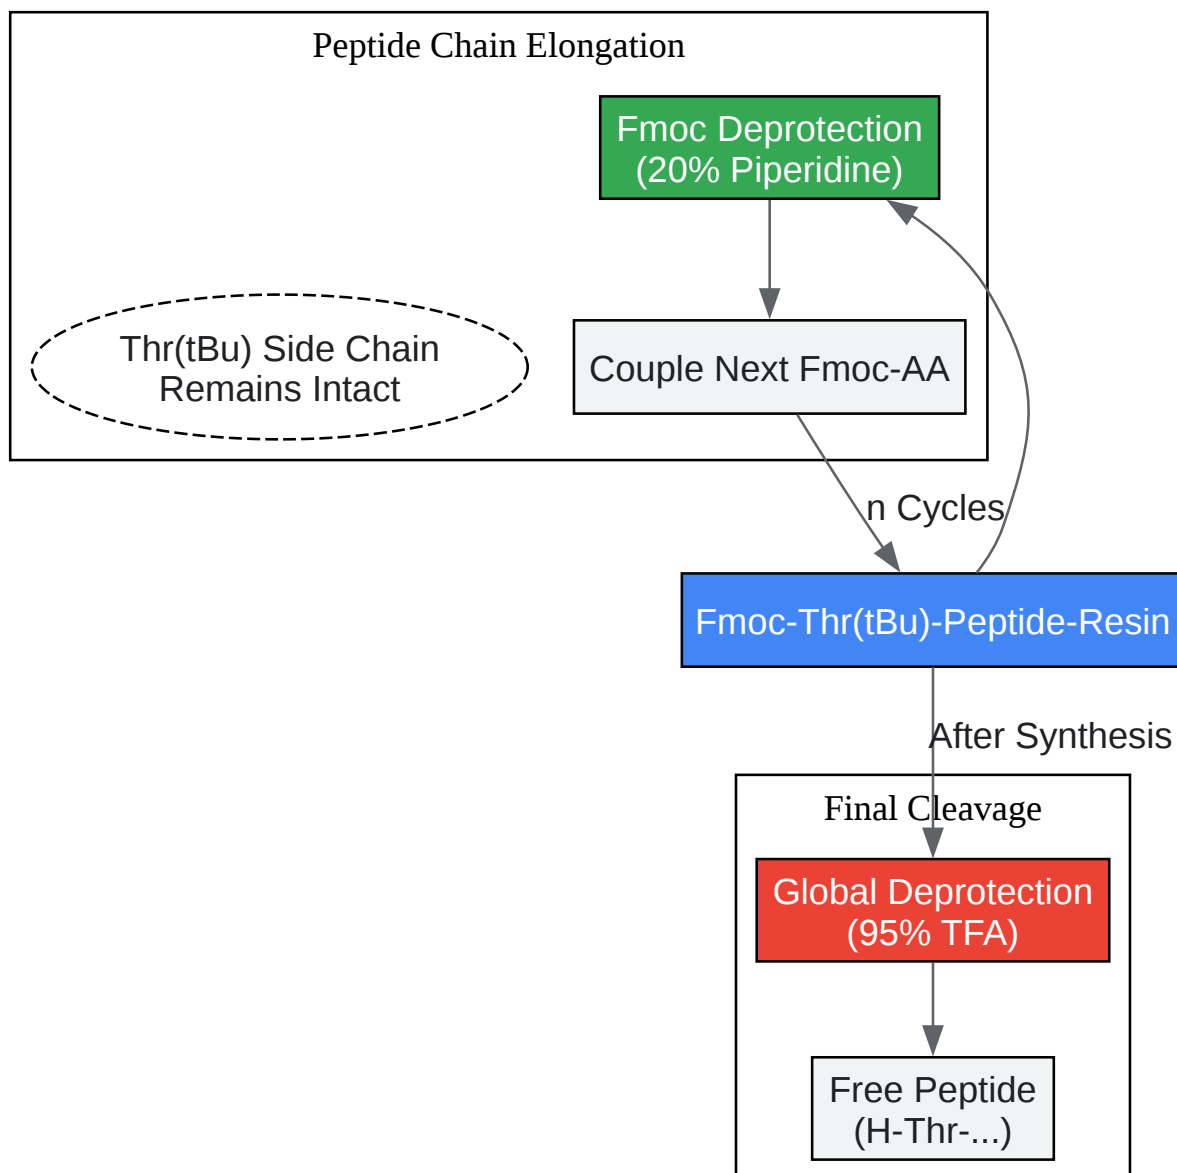 Peptide Chain Elongation
Fmoc Deprotection
(20% Piperidine)
Thr(tBu) Side Chain
Remains Intact
Couple Next Fmoc-AA
n Cycles
Fmoc-Thr(tBu)-Peptide-Resin
After Synthesis
Final Cleavage
Global Deprotection
(95% TFA)
Free Peptide
(H-Thr-...)